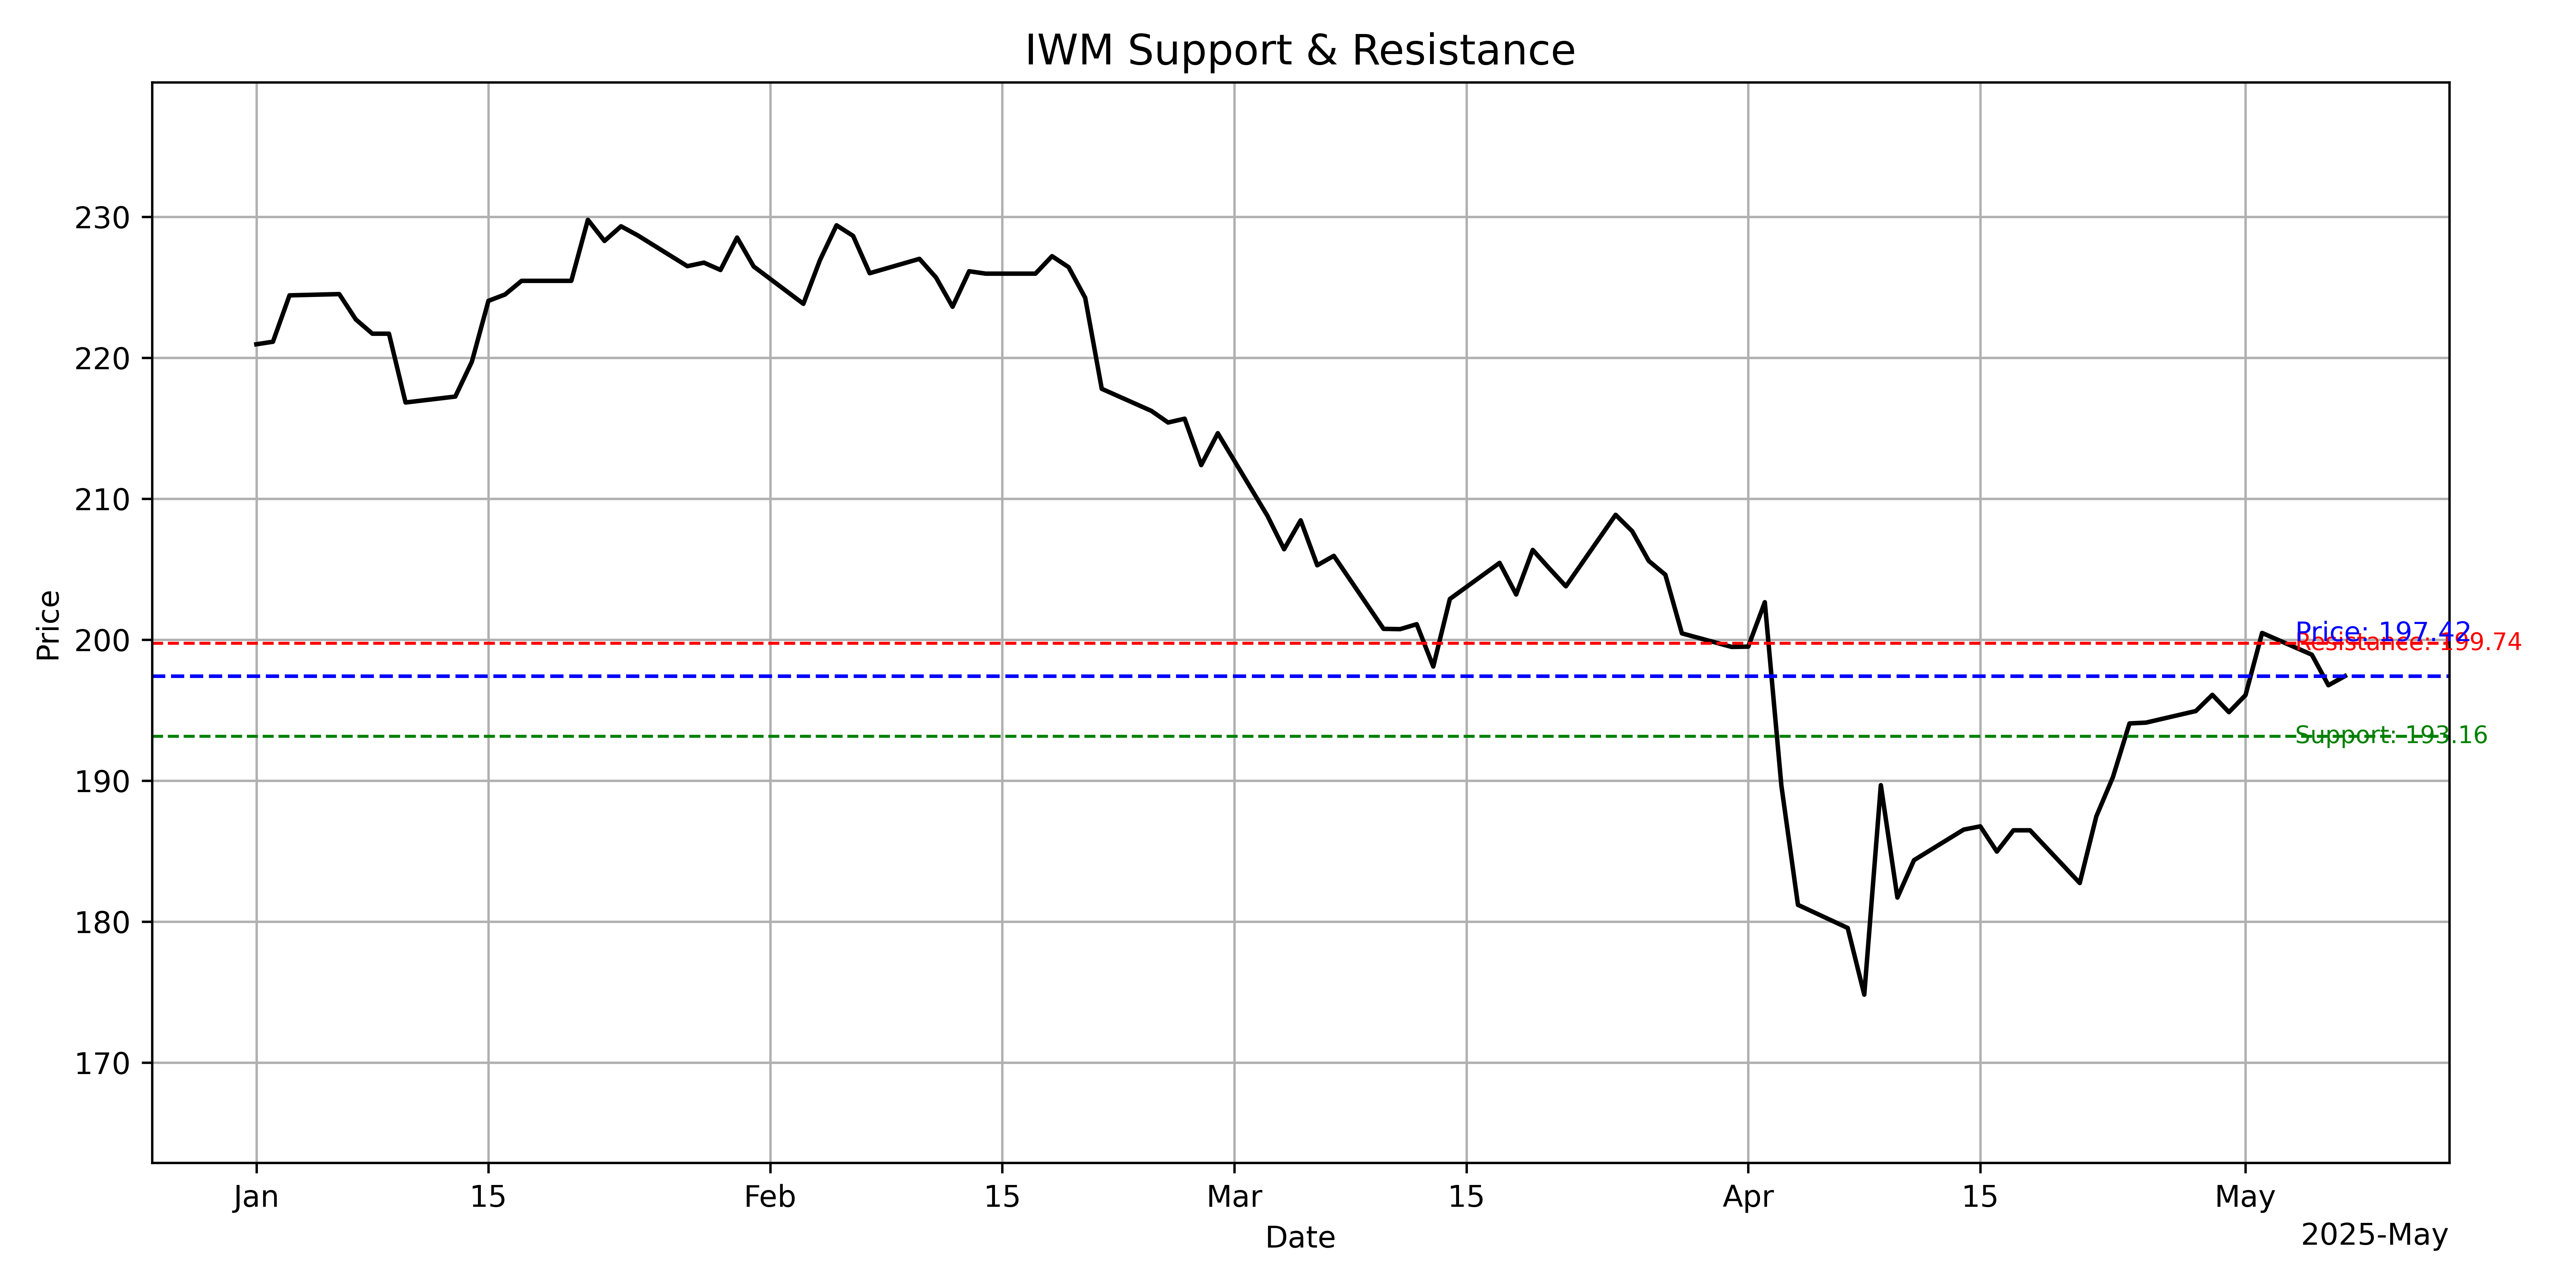 IWM Support & Resistance
Price
230
220
210
200
190
180
170
Price: 197.42
Resistance: 199.74
Support: 193.16
Jan 15 Feb 15 Mar 15 Apr 15 May
Date
2025-May